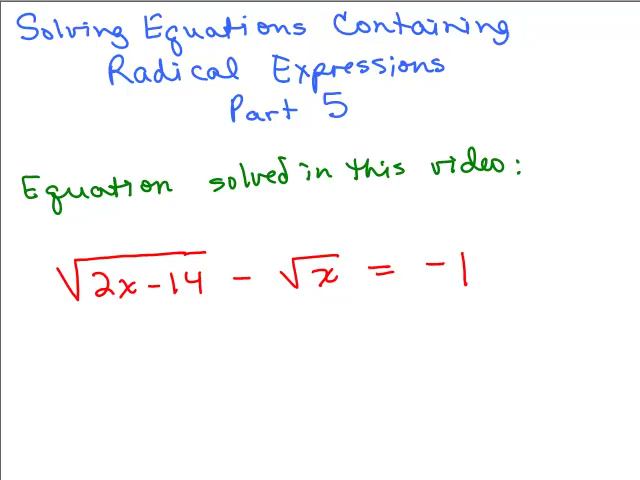 Solving Equations Containing
Radical Expressions
Part 5
Equation solved in this video:
√(2x-14) - √x = -1